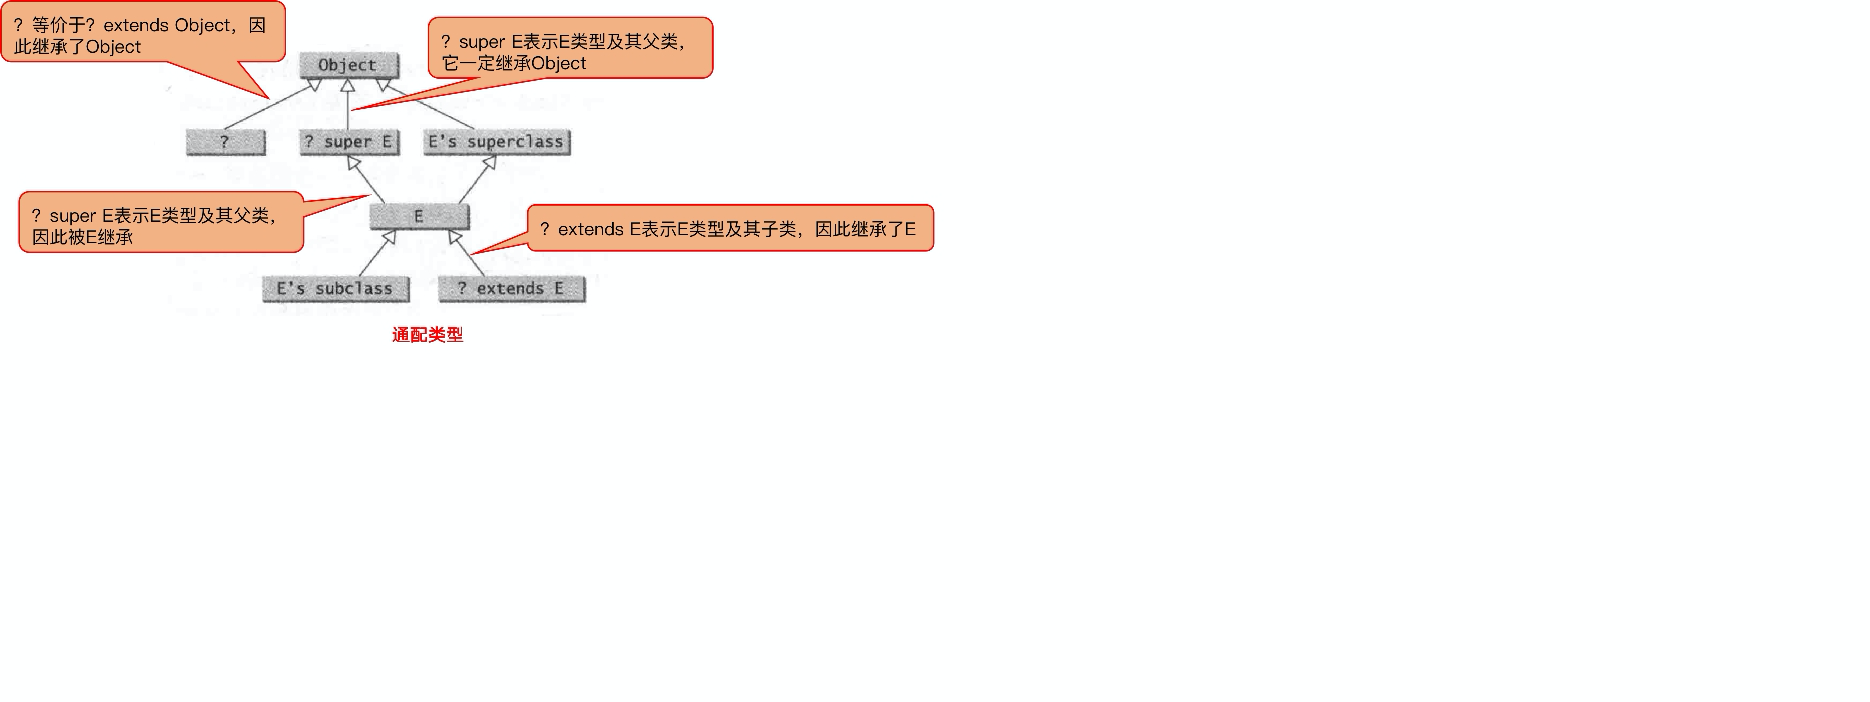 ？等价于？extends Object，因
此继承了Object
？super E表示E类型及其父类，
它一定继承Object
Object
?
? super E
E's superclass
？super E表示E类型及其父类，
因此被E继承
E
？extends E表示E类型及其子类，因此继承了E
E's subclass
? extends E
通配类型